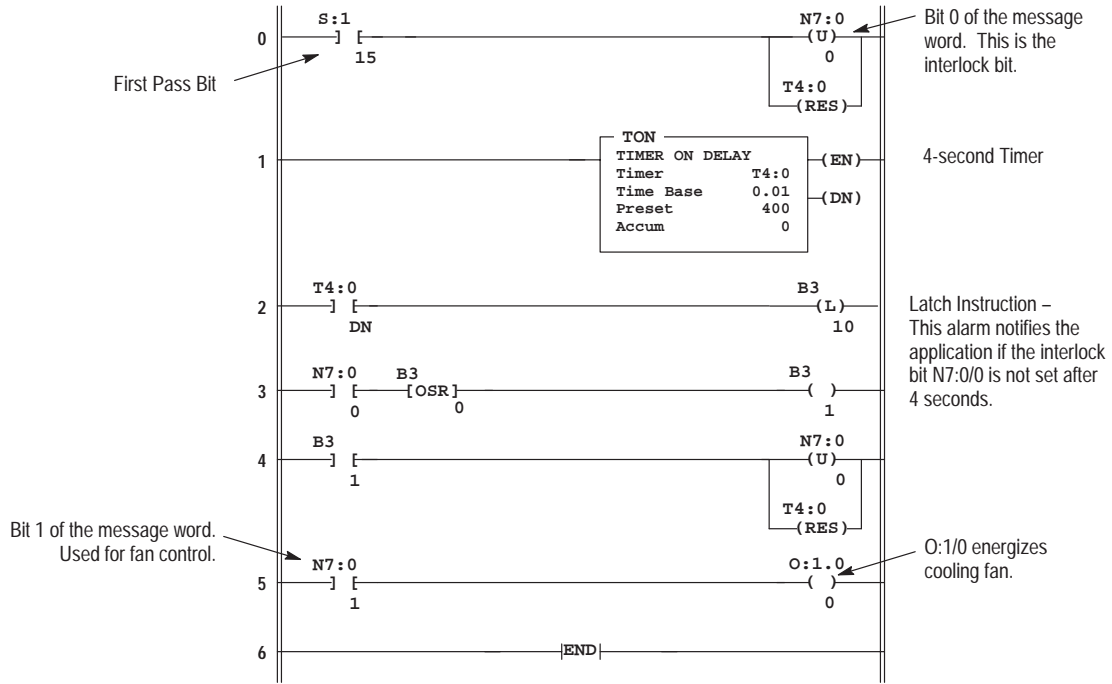 S:1
0
] [
15
First Pass Bit
N7:0
(U)
0
T4:0
(RES)
Bit 0 of the message
word. This is the
interlock bit.
1
TON
TIMER ON DELAY
Timer T4:0
Time Base 0.01
Preset 400
Accum 0
(EN)
(DN)
4-second Timer
2
T4:0
] [
DN
B3
(L)
10
Latch Instruction –
This alarm notifies the
application if the interlock
bit N7:0/0 is not set after
4 seconds.
3
N7:0
] [
0
B3
[OSR]
0
B3
( )
1
4
B3
] [
1
N7:0
(U)
0
T4:0
(RES)
Bit 1 of the message word.
Used for fan control.
5
N7:0
] [
1
O:1.0
( )
0
O:1/0 energizes
cooling fan.
6
|END|